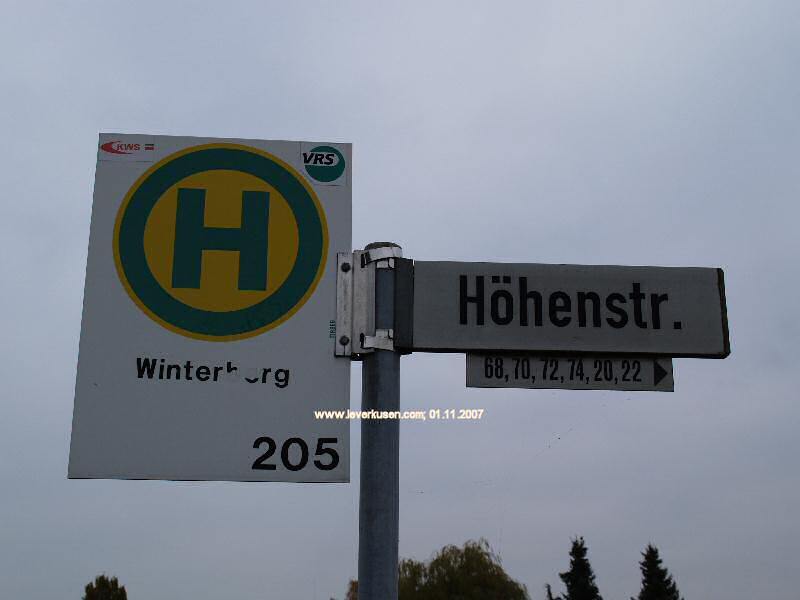 KWS
VRS
H
205
Höhenstr.
68, 70, 72, 74, 20, 22
www.leverkusen.com; 01.11.2007